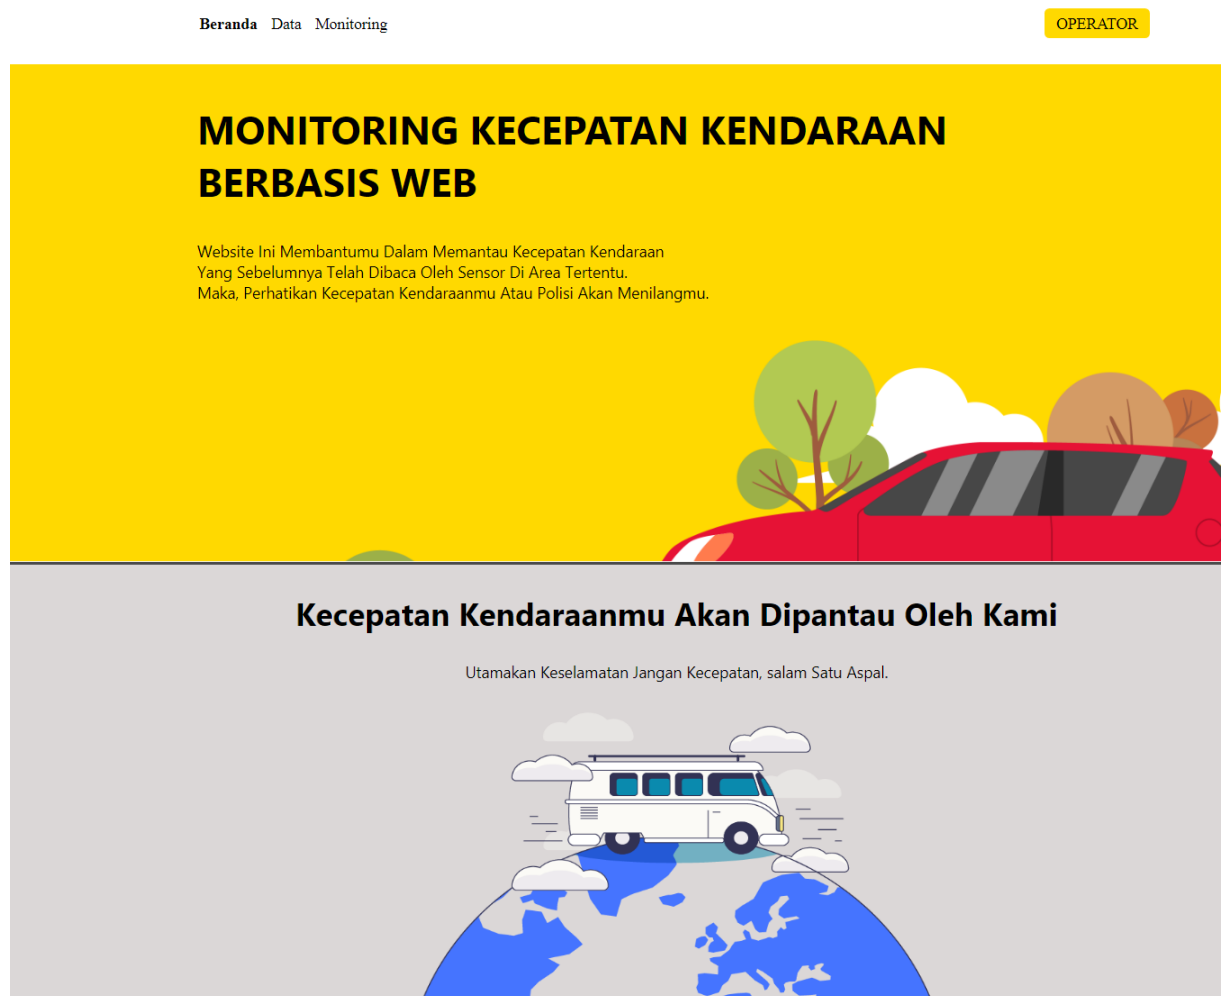 Beranda Data Monitoring OPERATOR
MONITORING KECEPATAN KENDARAAN
BERBASIS WEB
Website Ini Membantumu Dalam Memantau Kecepatan Kendaraan
Yang Sebelumnya Telah Dibaca Oleh Sensor Di Area Tertentu.
Maka, Perhatikan Kecepatan Kendaraanmu Atau Polisi Akan Menilangmu.
Kecepatan Kendaraanmu Akan Dipantau Oleh Kami
Utamakan Keselamatan Jangan Kecepatan, salam Satu Aspal.